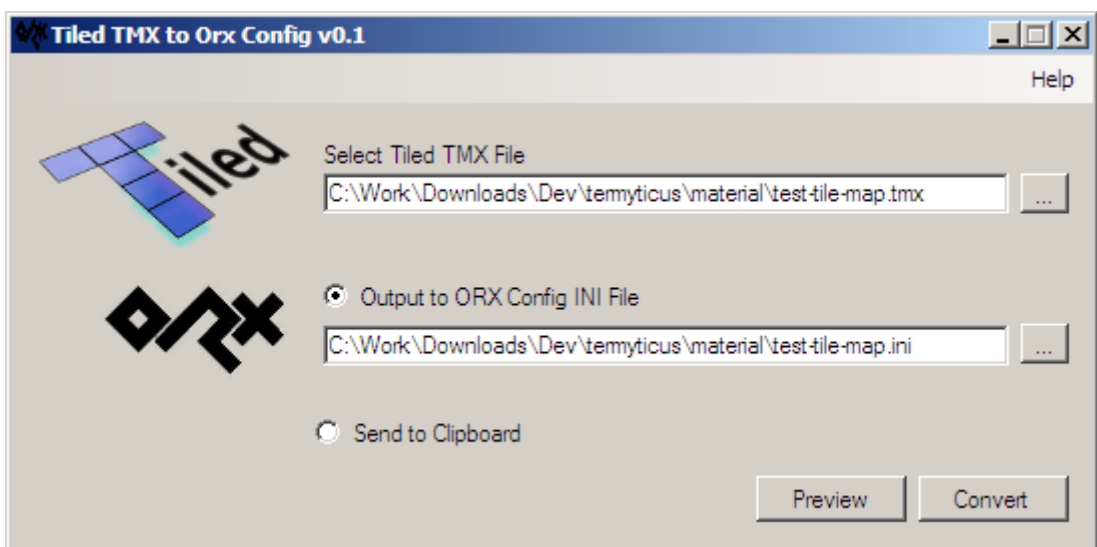 orx Tiled TMX to Orx Config v0.1
Help
Tiled
Select Tiled TMX File
C:\Work\Downloads\Dev\termyticus\material\test-tile-map.tmx
...
orx
Output to ORX Config INI File
C:\Work\Downloads\Dev\termyticus\material\test-tile-map.ini
...
Send to Clipboard
Preview
Convert